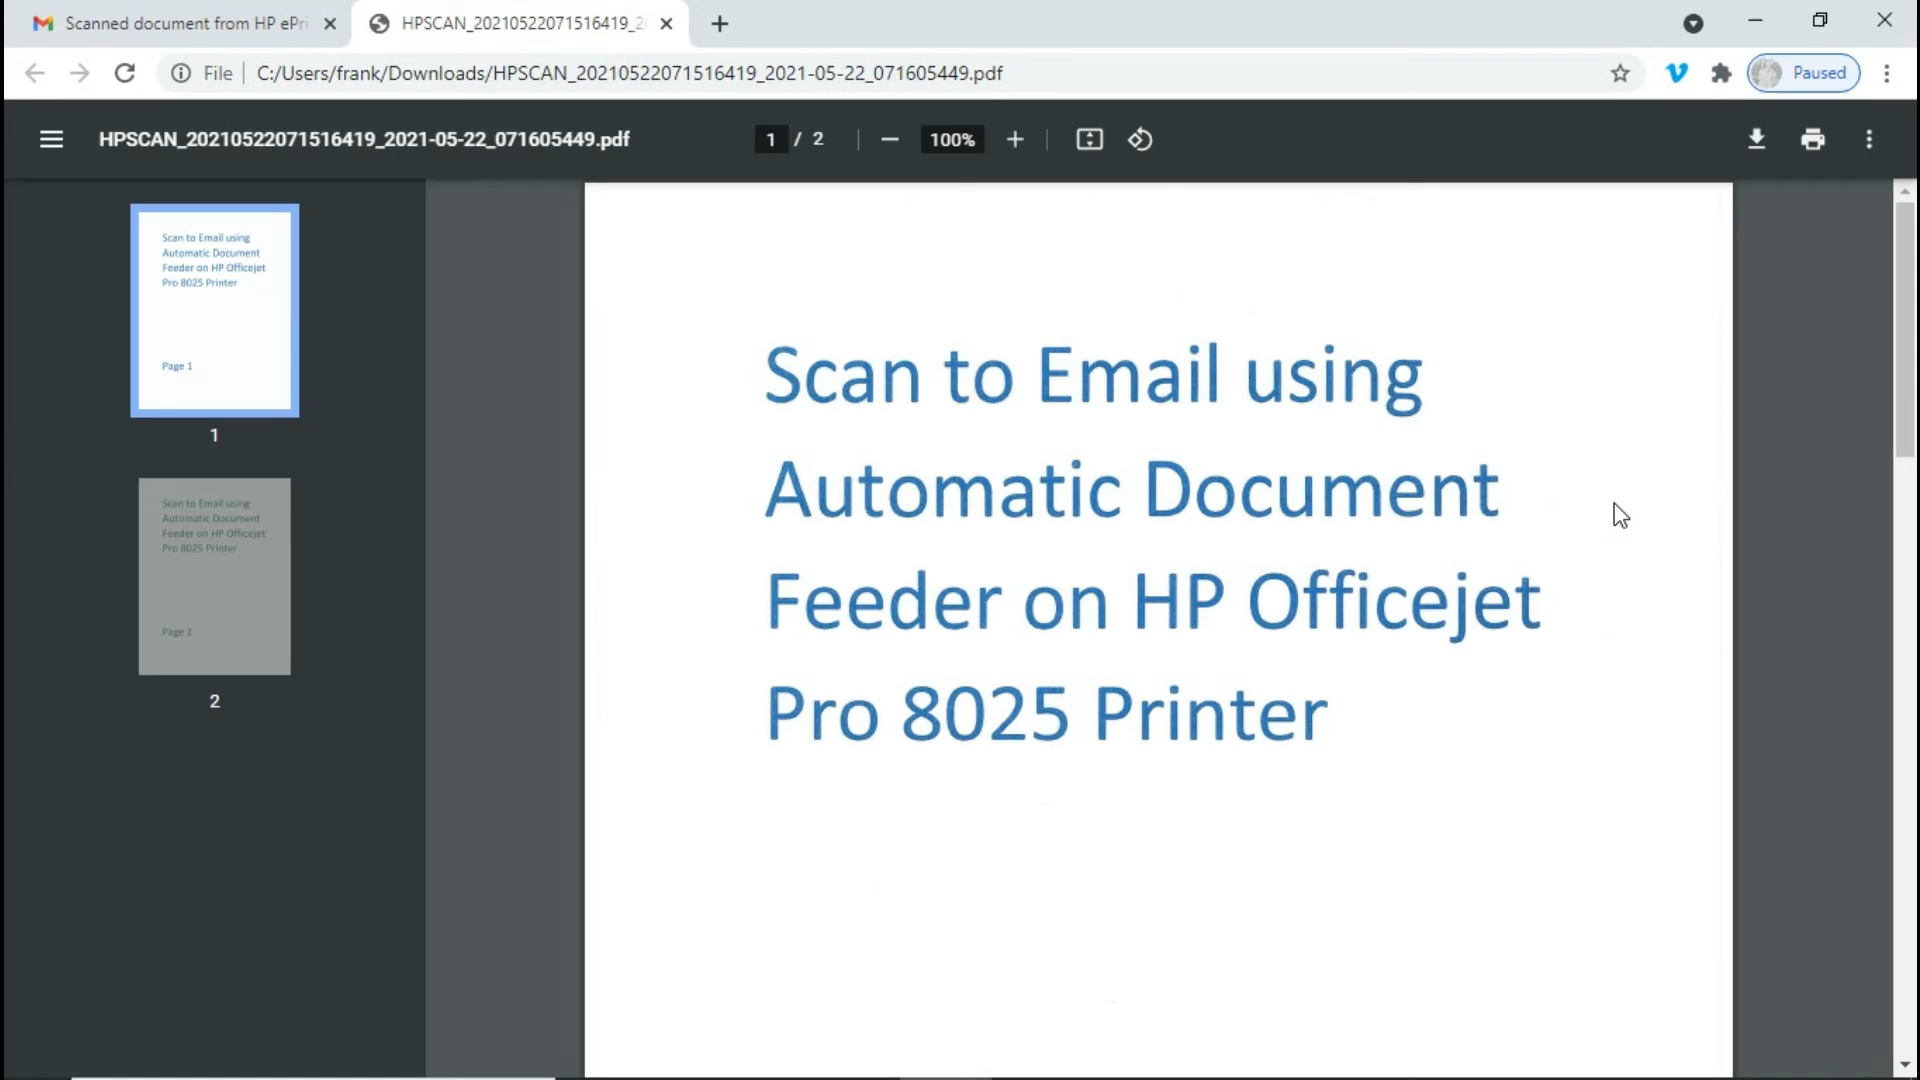 Scanned document from HP ePri
HPSCAN_20210522071516419_2
File
C:/Users/frank/Downloads/HPSCAN_20210522071516419_2021-05-22_071605449.pdf
Paused
HPSCAN_20210522071516419_2021-05-22_071605449.pdf
1 / 2
100%
Scan to Email using
Automatic Document
Feeder on HP Officejet
Pro 8025 Printer
Page 1
1
Scan to Email using
Automatic Document
Feeder on HP Officejet
Pro 8025 Printer
Page 2
2
Scan to Email using
Automatic Document
Feeder on HP Officejet
Pro 8025 Printer